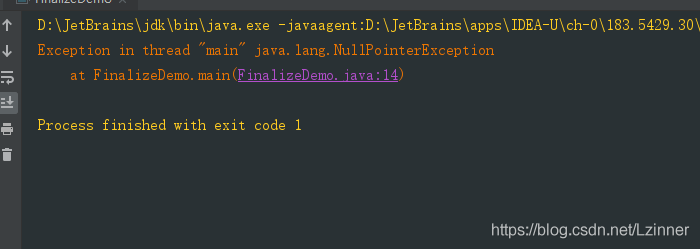 FinalizeDemo
D:\JetBrains\jdk\bin\java.exe -javaagent:D:\JetBrains\apps\IDEA-U\ch-0\183.5429.30\
Exception in thread "main" java.lang.NullPointerException
at FinalizeDemo.main(FinalizeDemo.java:14)
Process finished with exit code 1
https://blog.csdn.net/Lzinner